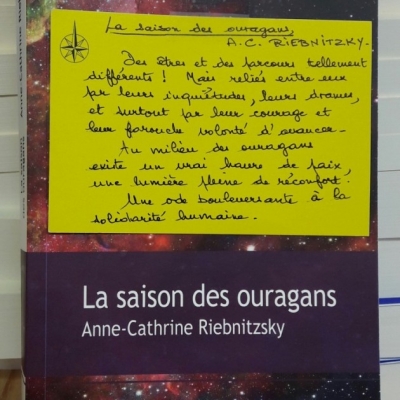 La saison des ouragans,
A.C. RIEBNITZKY.
Des êtres et des parcours tellement
différents ! Mais reliés entre eux
par leurs inquiétudes, leurs drames,
et surtout par leur courage et
leur farouche volonté d'avancer.
Au milieu des ouragans
existe un vrai havre de paix,
une lumière pleine de réconfort.
Une ode bouleversante à la
solidarité humaine.
La saison des ouragans
Anne-Cathrine Riebnitzsky
Anne-Cathrine